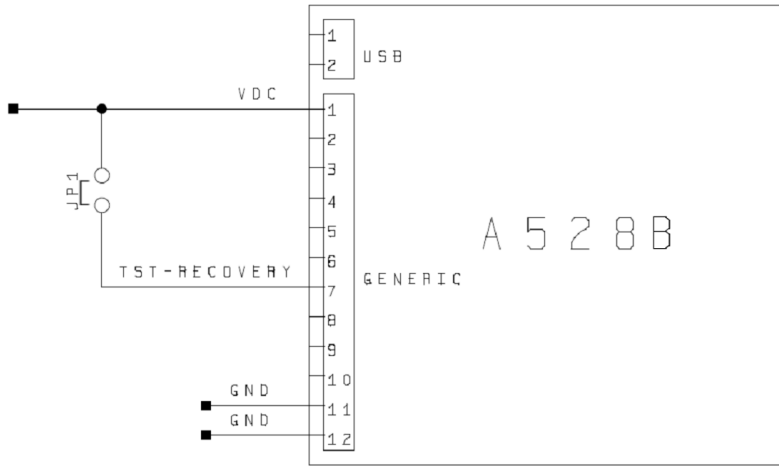 1
2
USB
VDC
1
2
3
JP1
4
5
6
TST-RECOVERY
7
GENERIC
A528B
8
9
10
GND
11
GND
12